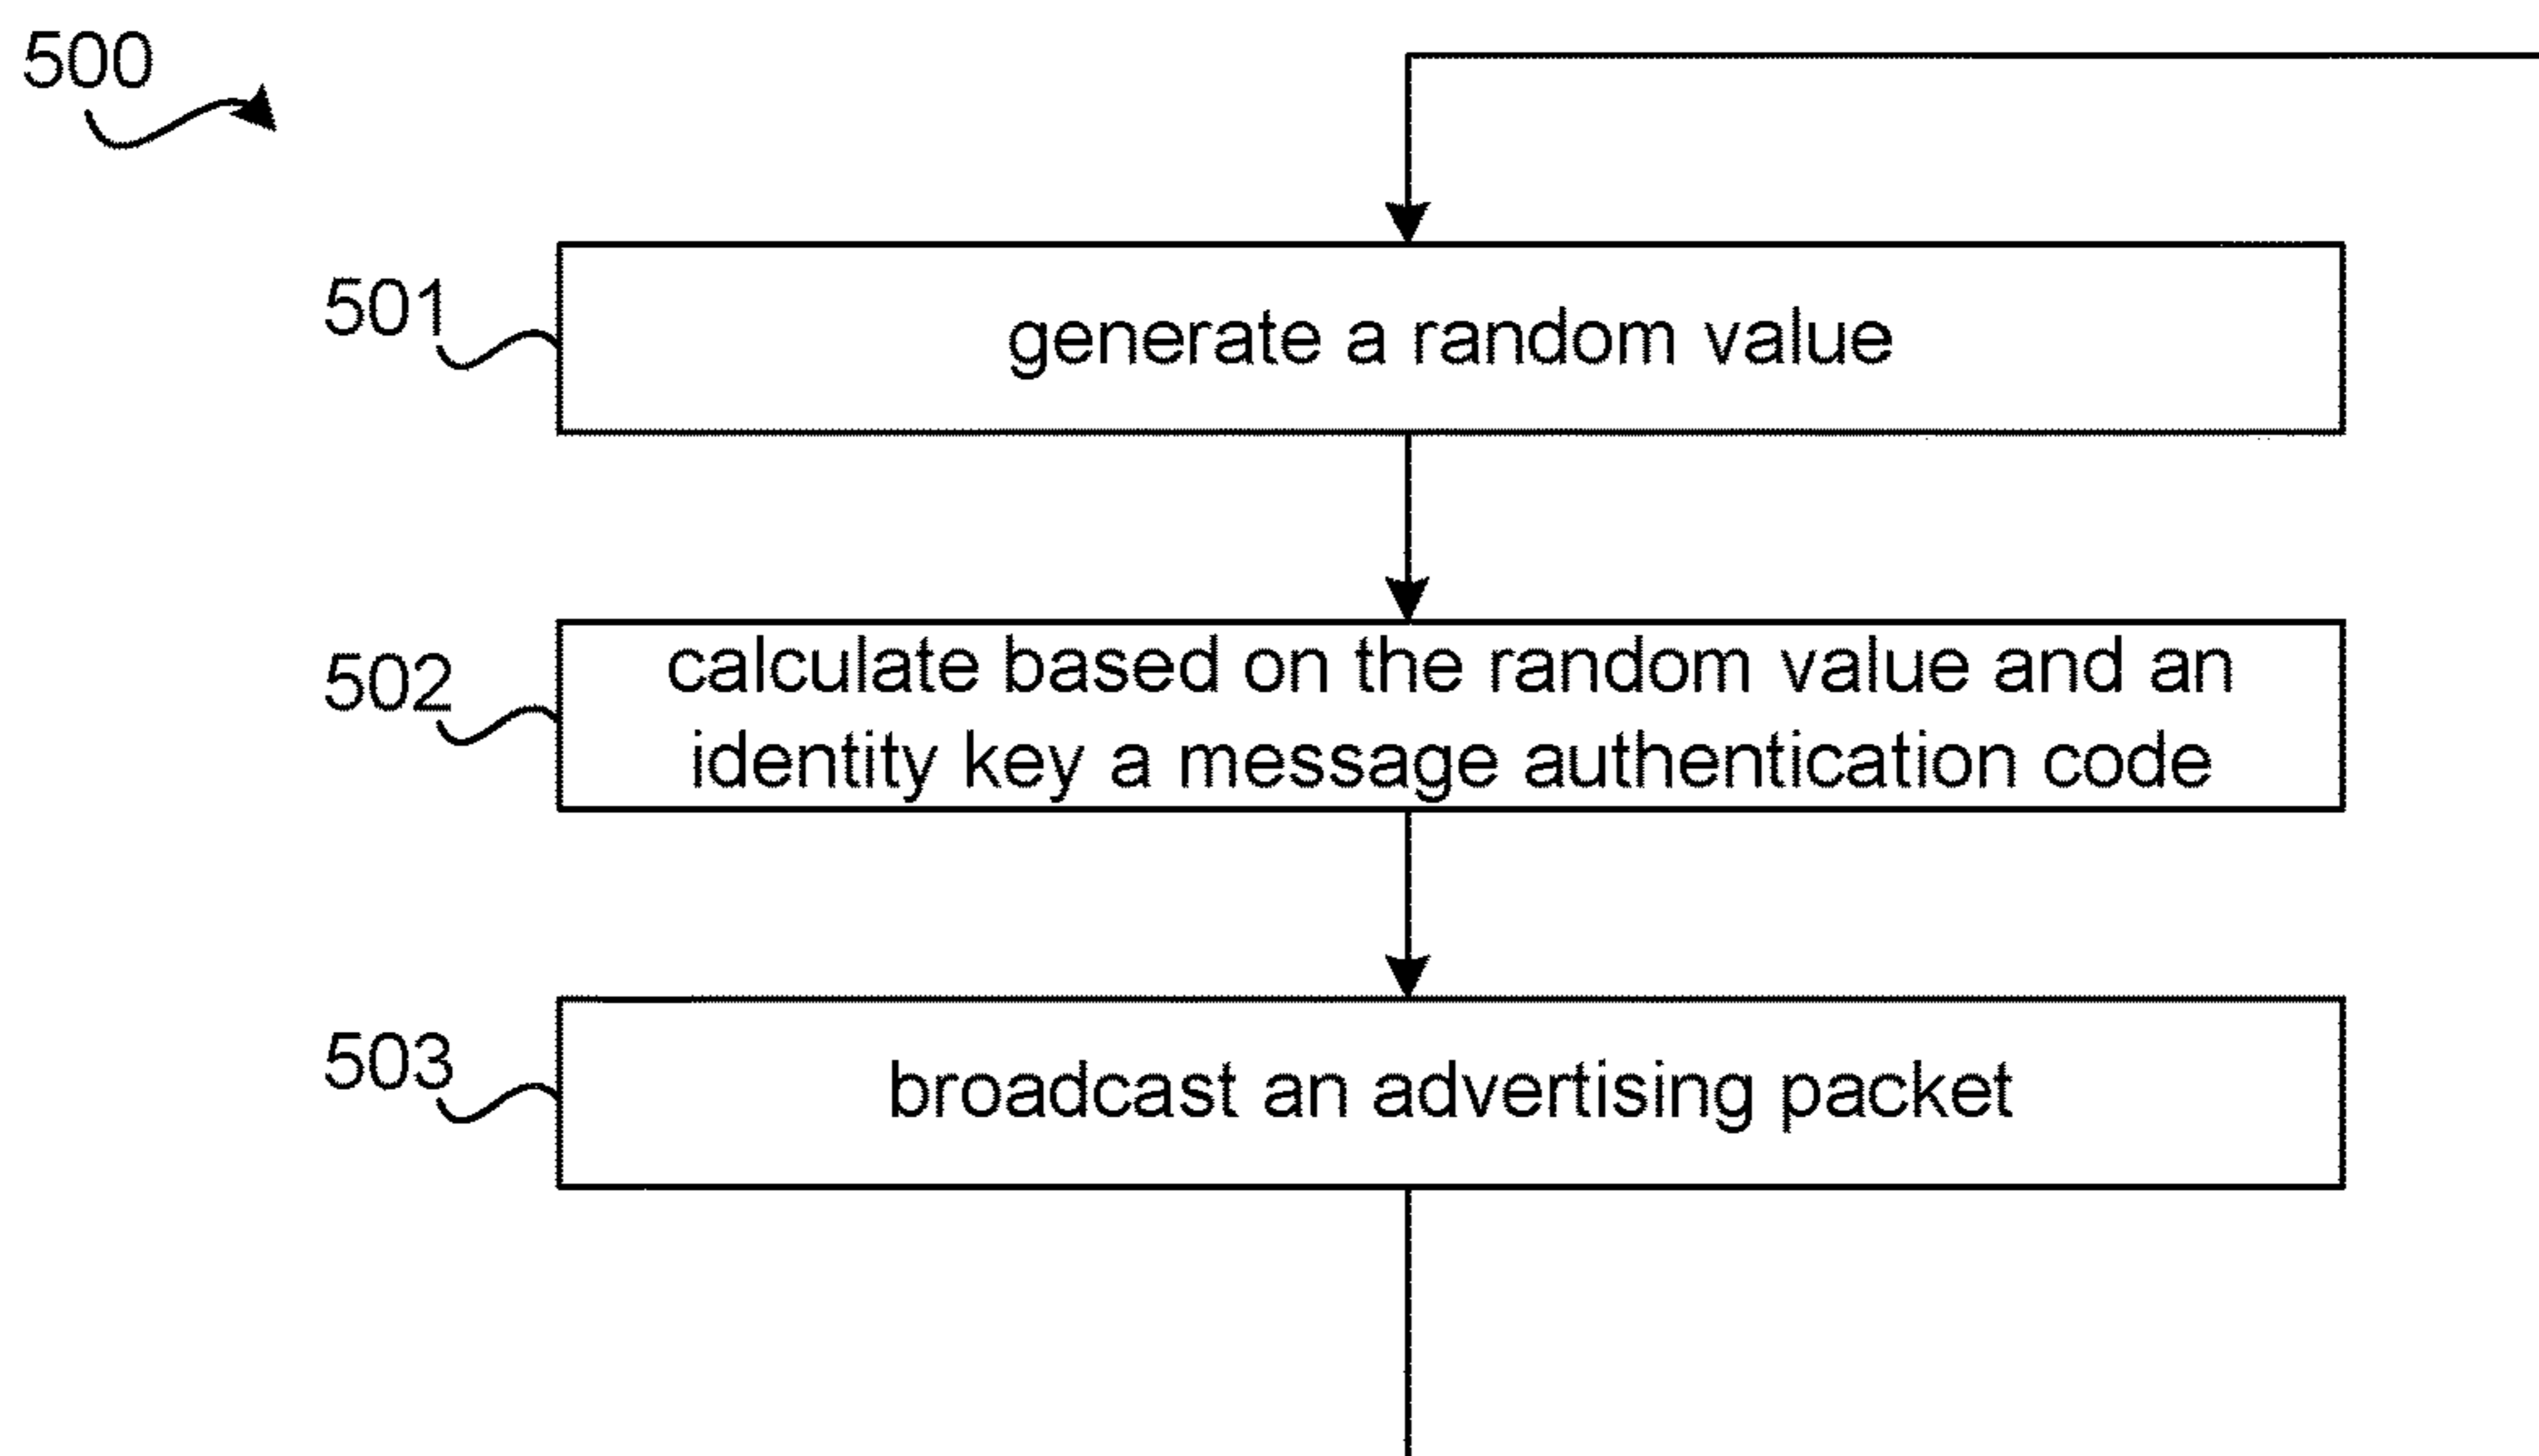 500
501
generate a random value
502
calculate based on the random value and an
identity key a message authentication code
503
broadcast an advertising packet